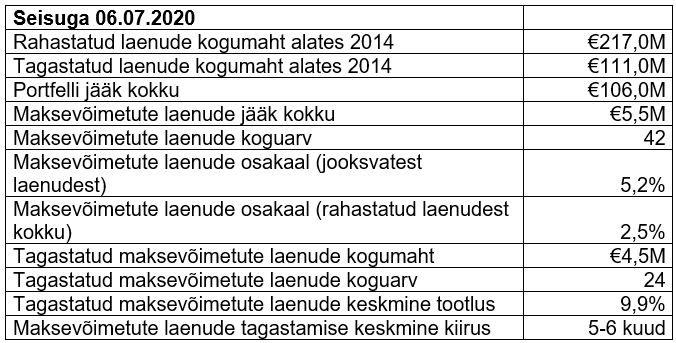 Seisuga 06.07.2020
Rahastatud laenude kogumaht alates 2014 €217,0M
Tagastatud laenude kogumaht alates 2014 €111,0M
Portfelli jääk kokku €106,0M
Maksevõimetute laenude jääk kokku €5,5M
Maksevõimetute laenude koguarv 42
Maksevõimetute laenude osakaal (jooksvatest
laenudest) 5,2%
Maksevõimetute laenude osakaal (rahastatud laenudest
kokku) 2,5%
Tagastatud maksevõimetute laenude kogumaht €4,5M
Tagastatud maksevõimetute laenude koguarv 24
Tagastatud maksevõimetute laenude keskmine tootlus 9,9%
Maksevõimetute laenude tagastamise keskmine kiirus 5-6 kuud